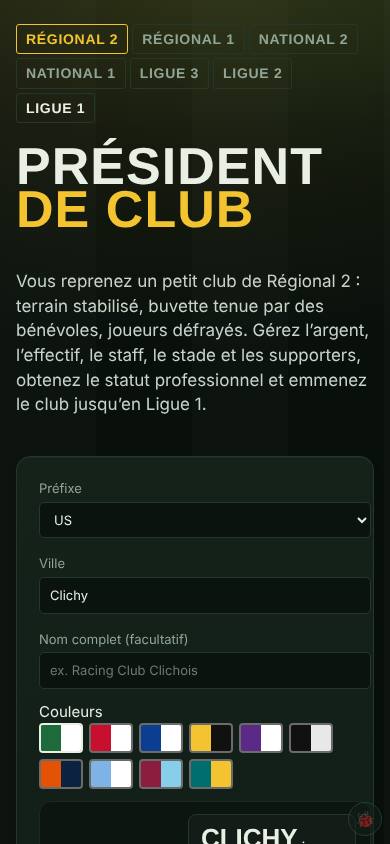 RÉGIONAL 2 RÉGIONAL 1 NATIONAL 2
NATIONAL 1 LIGUE 3 LIGUE 2
LIGUE 1
PRÉSIDENT
DE CLUB
Vous reprenez un petit club de Régional 2 :
terrain stabilisé, buvette tenue par des
bénévoles, joueurs défrayés. Gérez l’argent,
l’effectif, le staff, le stade et les supporters,
obtenez le statut professionnel et emmenez
le club jusqu’en Ligue 1.
Préfixe
US
Ville
Clichy
Nom complet (facultatif)
ex. Racing Club Clichois
Couleurs
CLICHY